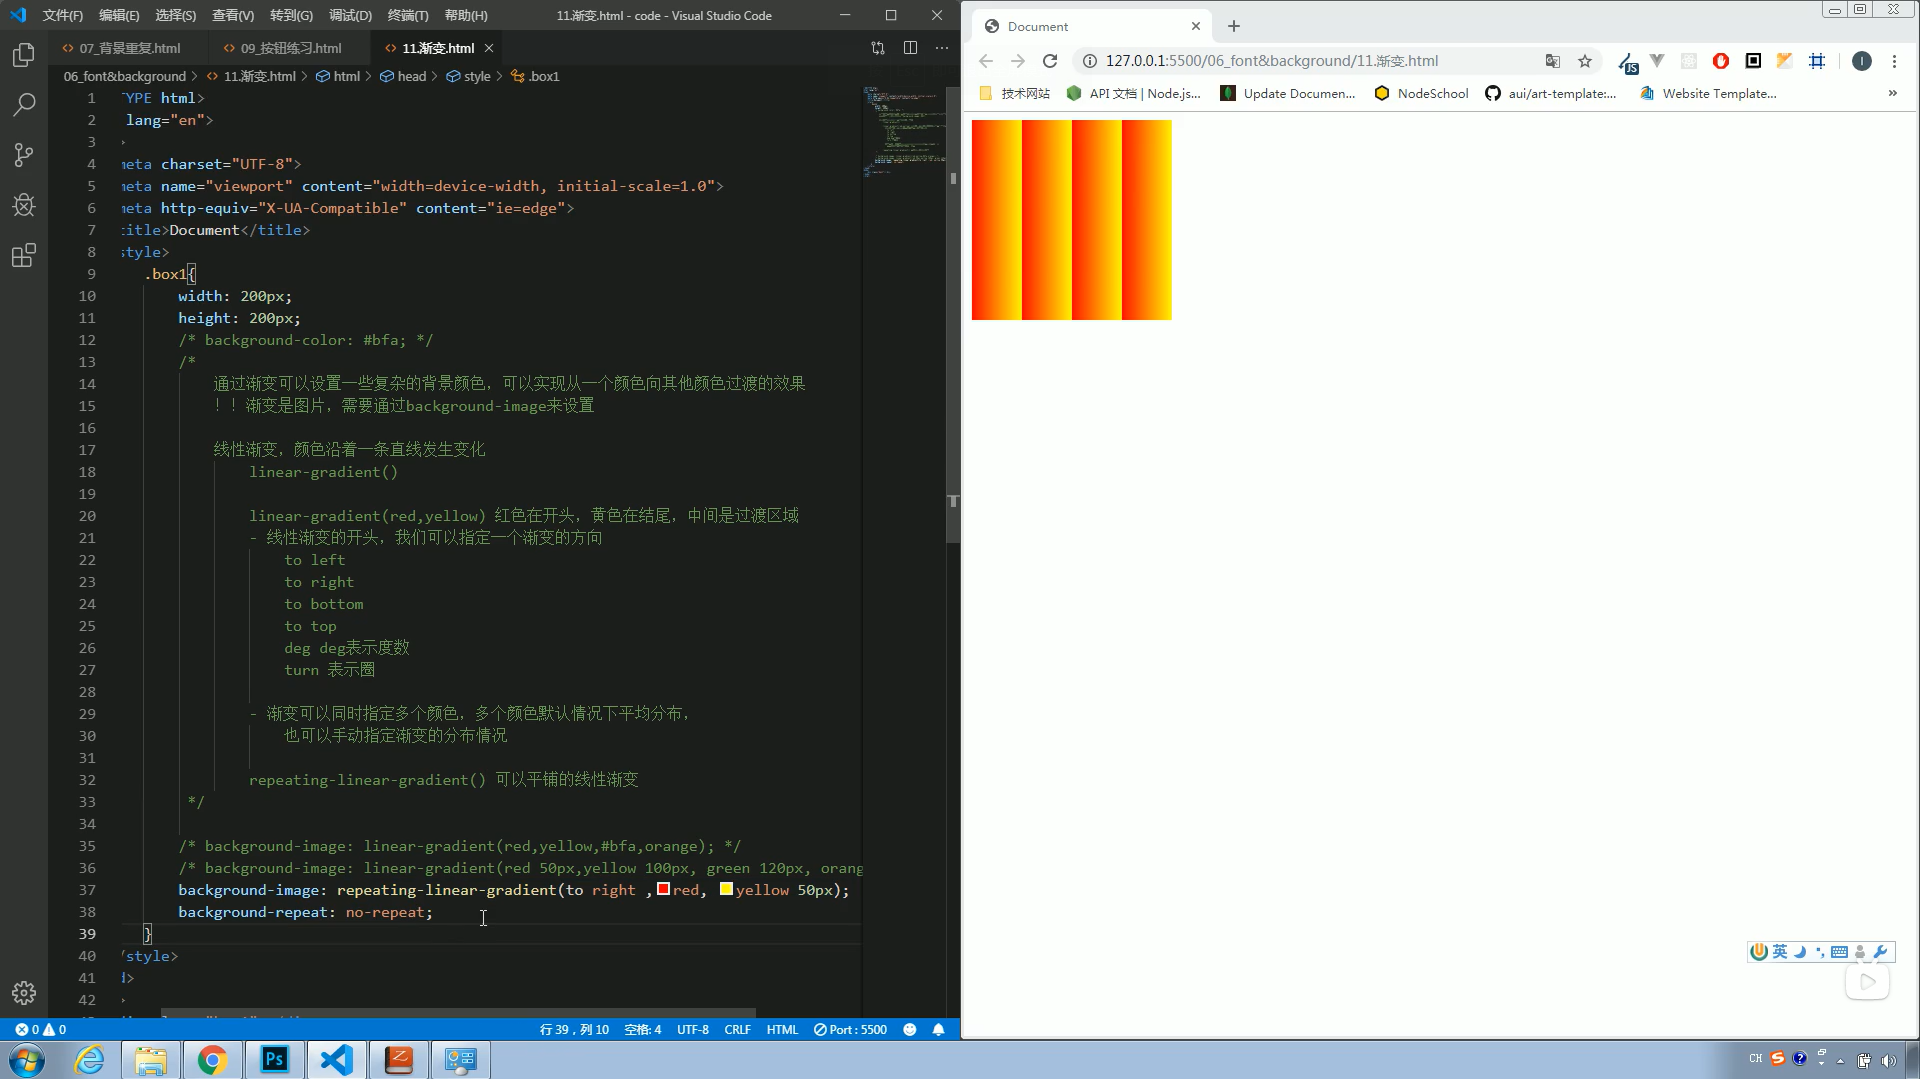 文件(F) 编辑(E) 选择(S) 查看(V) 转到(G) 调试(D) 终端(T) 帮助(H) 11.渐变.html - code - Visual Studio Code
07_背景重复.html 09_按钮练习.html 11.渐变.html
06_font&background > 11.渐变.html > html > head > style > .box1
1 YPE html>
2 lang="en">
3 >
4 meta charset="UTF-8">
5 meta name="viewport" content="width=device-width, initial-scale=1.0">
6 meta http-equiv="X-UA-Compatible" content="ie=edge">
7 title>Document</title>
8 style>
9 .box1{
10 width: 200px;
11 height: 200px;
12 /* background-color: #bfa; */
13 /*
14 通过渐变可以设置一些复杂的背景颜色，可以实现从一个颜色向其他颜色过渡的效果
15 ！！渐变是图片，需要通过background-image来设置
16
17 线性渐变，颜色沿着一条直线发生变化
18 linear-gradient()
19
20 linear-gradient(red,yellow) 红色在开头，黄色在结尾，中间是过渡区域
21 - 线性渐变的开头，我们可以指定一个渐变的方向
22 to left
23 to right
24 to bottom
25 to top
26 deg deg表示度数
27 turn 表示圈
28
29 - 渐变可以同时指定多个颜色，多个颜色默认情况下平均分布，
30 也可以手动指定渐变的分布情况
31
32 repeating-linear-gradient() 可以平铺的线性渐变
33 */
34
35 /* background-image: linear-gradient(red,yellow,#bfa,orange); */
36 /* background-image: linear-gradient(red 50px,yellow 100px, green 120px, orang
37 background-image: repeating-linear-gradient(to right ,red, yellow 50px);
38 background-repeat: no-repeat;
39 }
40 /style>
41 d>
42 >
0 0 行 39，列 10 空格: 4 UTF-8 CRLF HTML Port : 5500
Document
127.0.0.1:5500/06_font&background/11.渐变.html
JS
I
技术网站 API 文档 | Node.js... Update Documen... NodeSchool aui/art-template:... Website Template...
英
Ps
CH